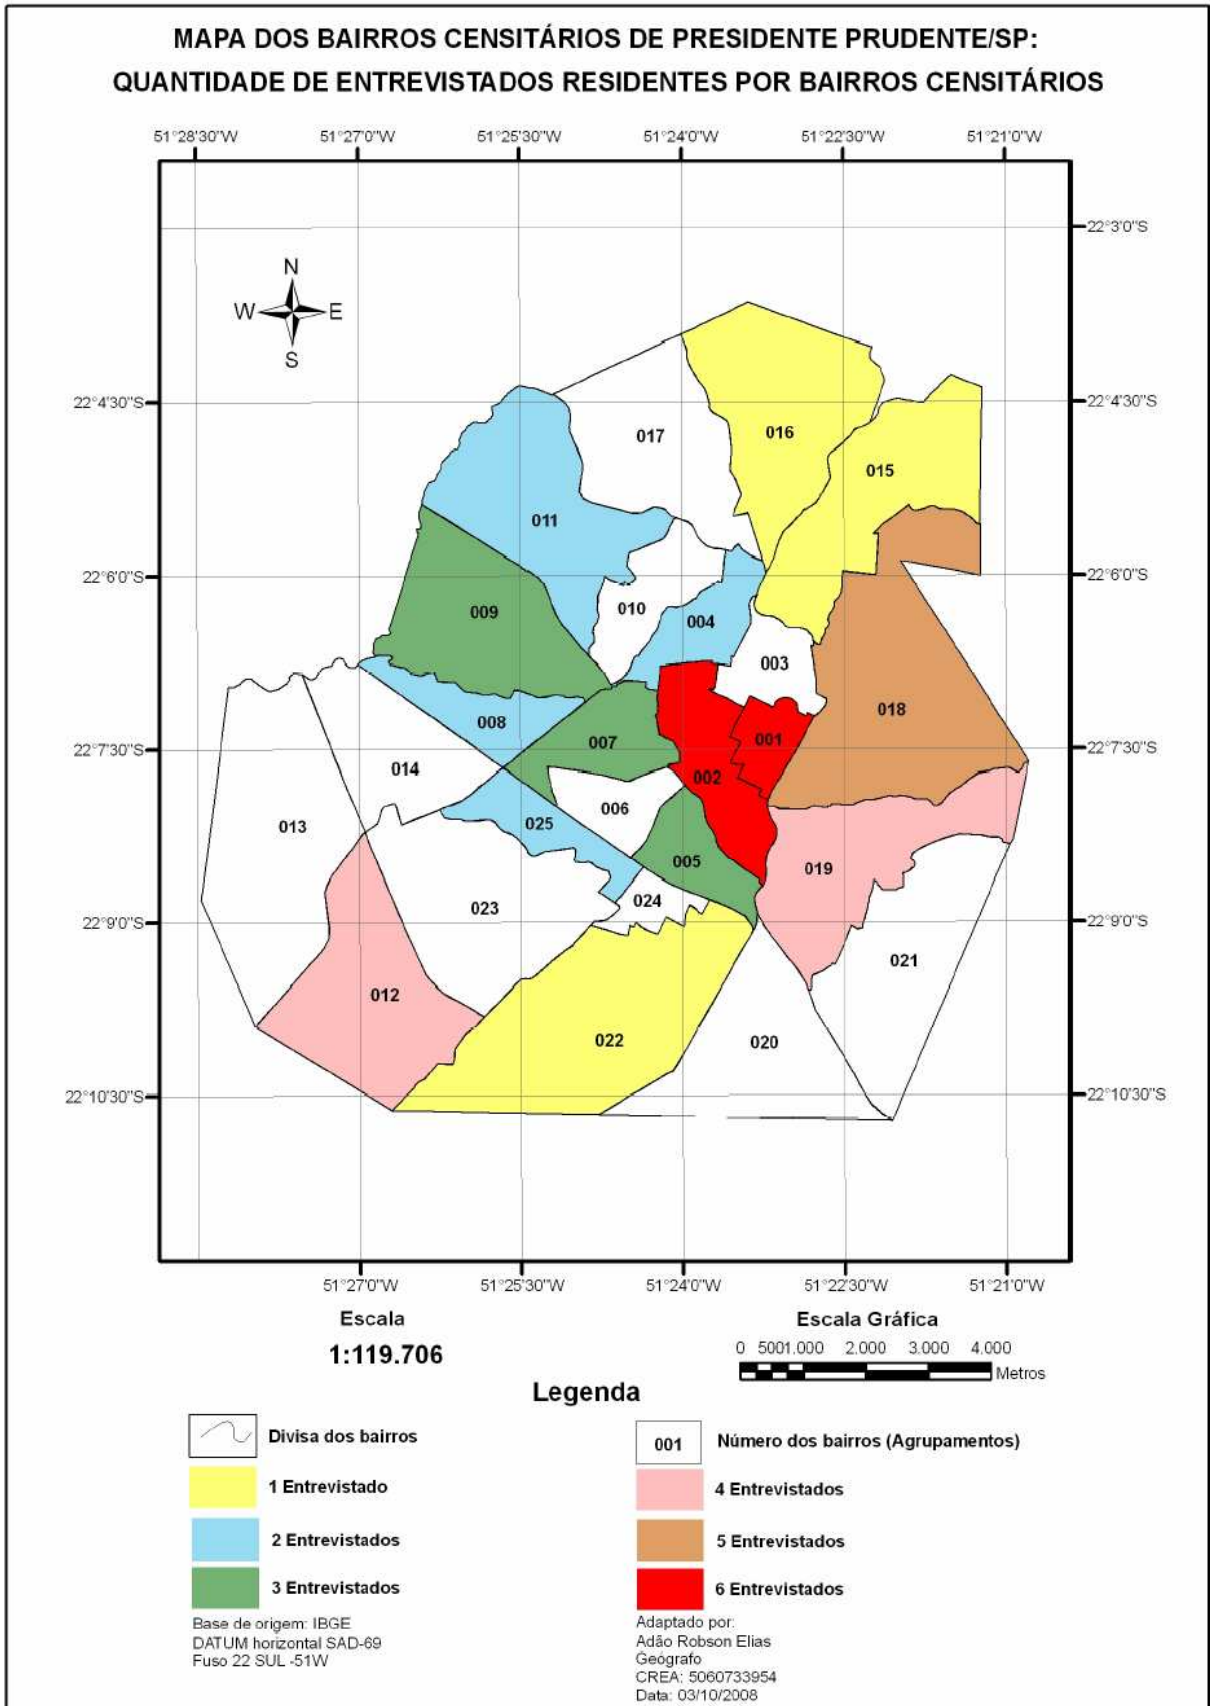 MAPA DOS BAIRROS CENSITÁRIOS DE PRESIDENTE PRUDENTE/SP:
QUANTIDADE DE ENTREVISTADOS RESIDENTES POR BAIRROS CENSITÁRIOS
51°28'30"W 51°27'0"W 51°25'30"W 51°24'0"W 51°22'30"W 51°21'0"W
22°3'0"S
N
W E
S
22°4'30"S 22°4'30"S
017 016
015
011
22°6'0"S 22°6'0"S
009 010 004
003
018
008 007 001
22°7'30"S 22°7'30"S
014 002
013 025 006
005 019
023 024
22°9'0"S 22°9'0"S
021
012
022 020
22°10'30"S 22°10'30"S
51°27'0"W 51°25'30"W 51°24'0"W 51°22'30"W 51°21'0"W
Escala
1:119.706
Escala Gráfica
0 5001.000 2.000 3.000 4.000
Metros
Legenda
Divisa dos bairros
1 Entrevistado
2 Entrevistados
3 Entrevistados
Base de origem: IBGE
DATUM horizontal SAD-69
Fuso 22 SUL -51W
001 Número dos bairros (Agrupamentos)
4 Entrevistados
5 Entrevistados
6 Entrevistados
Adaptado por:
Adão Robson Elias
Geógrafo
CREA: 5060733954
Data: 03/10/2008